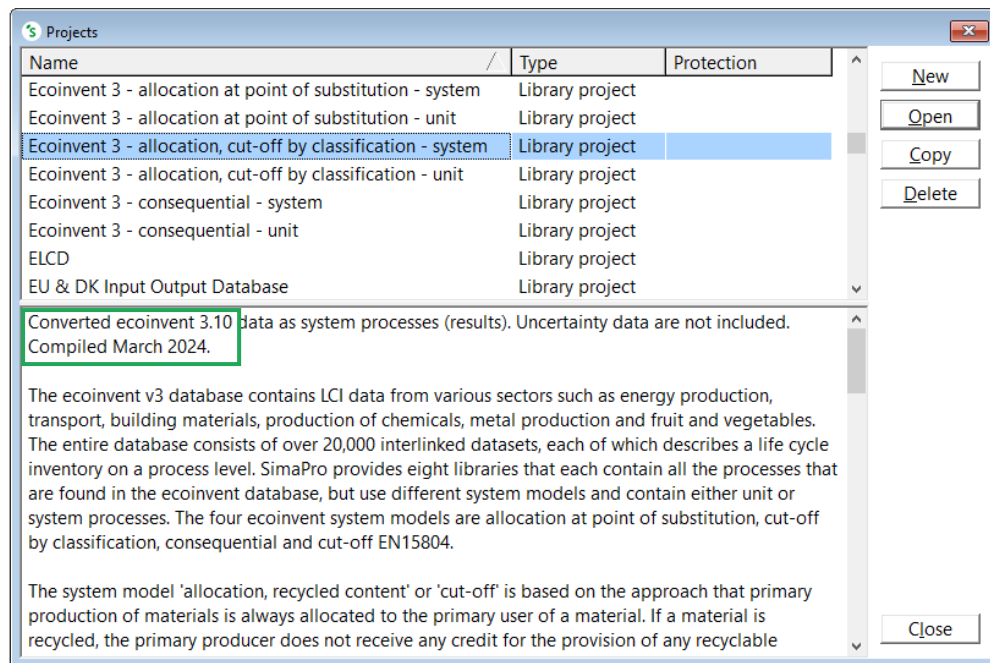 Projects
Name Type Protection
Ecoinvent 3 - allocation at point of substitution - system Library project
Ecoinvent 3 - allocation at point of substitution - unit Library project
Ecoinvent 3 - allocation, cut-off by classification - system Library project
Ecoinvent 3 - allocation, cut-off by classification - unit Library project
Ecoinvent 3 - consequential - system Library project
Ecoinvent 3 - consequential - unit Library project
ELCD Library project
EU & DK Input Output Database Library project
New
Open
Copy
Delete
Converted ecoinvent 3.10 data as system processes (results). Uncertainty data are not included.
Compiled March 2024.
The ecoinvent v3 database contains LCI data from various sectors such as energy production,
transport, building materials, production of chemicals, metal production and fruit and vegetables.
The entire database consists of over 20,000 interlinked datasets, each of which describes a life cycle
inventory on a process level. SimaPro provides eight libraries that each contain all the processes that
are found in the ecoinvent database, but use different system models and contain either unit or
system processes. The four ecoinvent system models are allocation at point of substitution, cut-off
by classification, consequential and cut-off EN15804.
The system model 'allocation, recycled content' or 'cut-off' is based on the approach that primary
production of materials is always allocated to the primary user of a material. If a material is
recycled, the primary producer does not receive any credit for the provision of any recyclable
Close